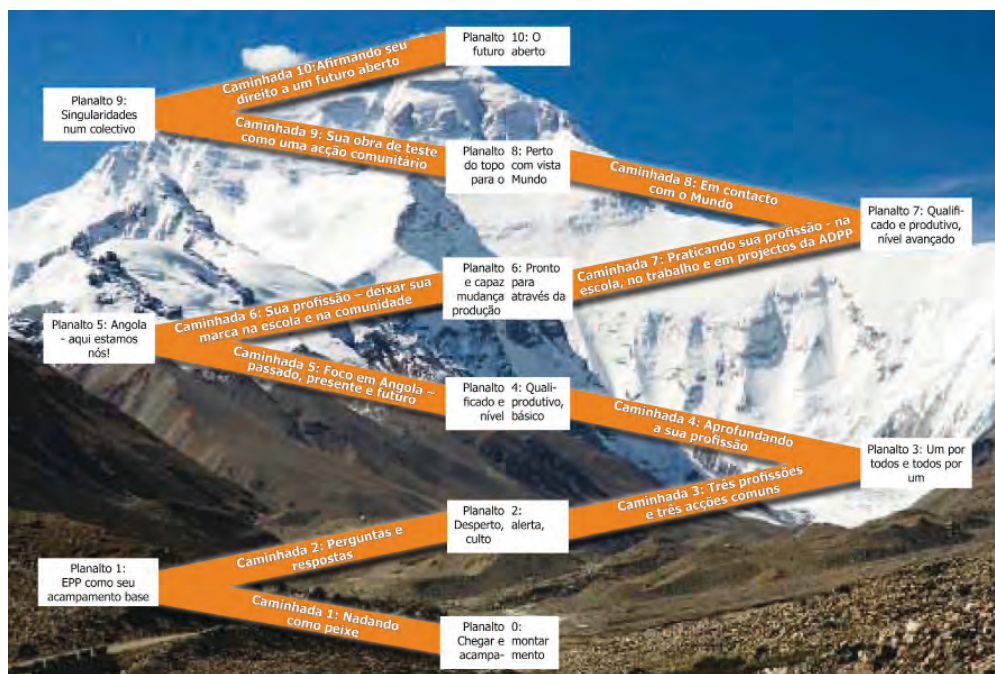 Planalto 10: O
futuro aberto
Caminhada 10:Afirmando seu
direito a um futuro aberto
Planalto 9:
Singularidades
num colectivo
Caminhada 9: Sua obra de teste
como uma acção comunitário
Planalto 8: Perto
do topo com vista
para o Mundo
Caminhada 8: Em contacto
com o Mundo
Planalto 7: Qualifi-
cado e produtivo,
nível avançado
Caminhada 7: Praticando sua profissão - na
escola, no trabalho e em projectos da ADPP
Planalto 6: Pronto
e capaz para
mudança através da
produção
Caminhada 6: Sua profissão – deixar sua
marca na escola e na comunidade
Planalto 5: Angola
- aqui estamos
nós!
Caminhada 5: Foco em Angola –
passado, presente e futuro
Planalto 4: Quali-
ficado e produtivo,
nível básico
Caminhada 4: Aprofundando
a sua profissão
Planalto 3: Um por
todos e todos por
um
Caminhada 3: Três profissões
e três acções comuns
Planalto 2:
Desperto, alerta,
culto
Caminhada 2: Perguntas e
respostas
Planalto 1:
EPP como seu
acampamento base
Caminhada 1: Nadando
como peixe
Planalto 0:
Chegar e montar
acampa- mento